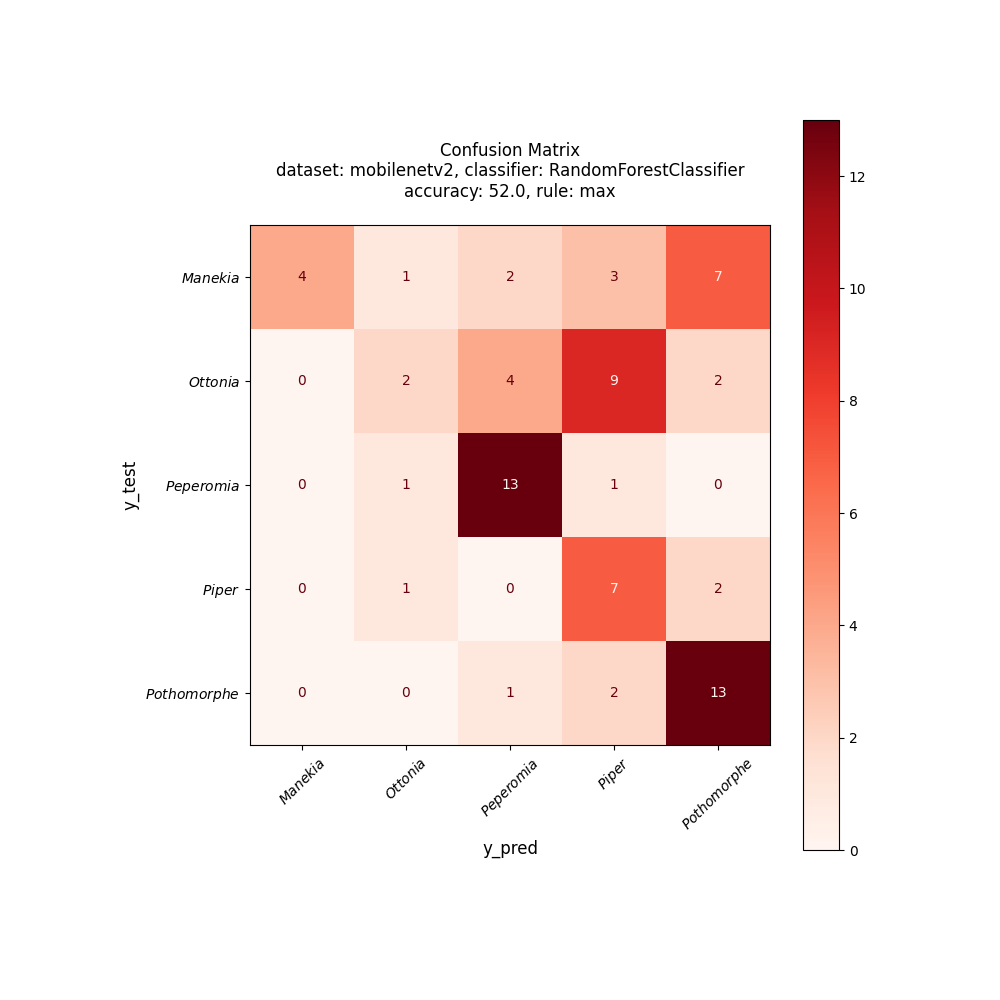 Confusion Matrix
dataset: mobilenetv2, classifier: RandomForestClassifier
accuracy: 52.0, rule: max
Manekia 4 1 2 3 7
Ottonia 0 2 4 9 2
Peperomia 0 1 13 1 0
Piper 0 1 0 7 2
Pothomorphe 0 0 1 2 13
y_test
Manekia Ottonia Peperomia Piper Pothomorphe
y_pred
12
10
8
6
4
2
0